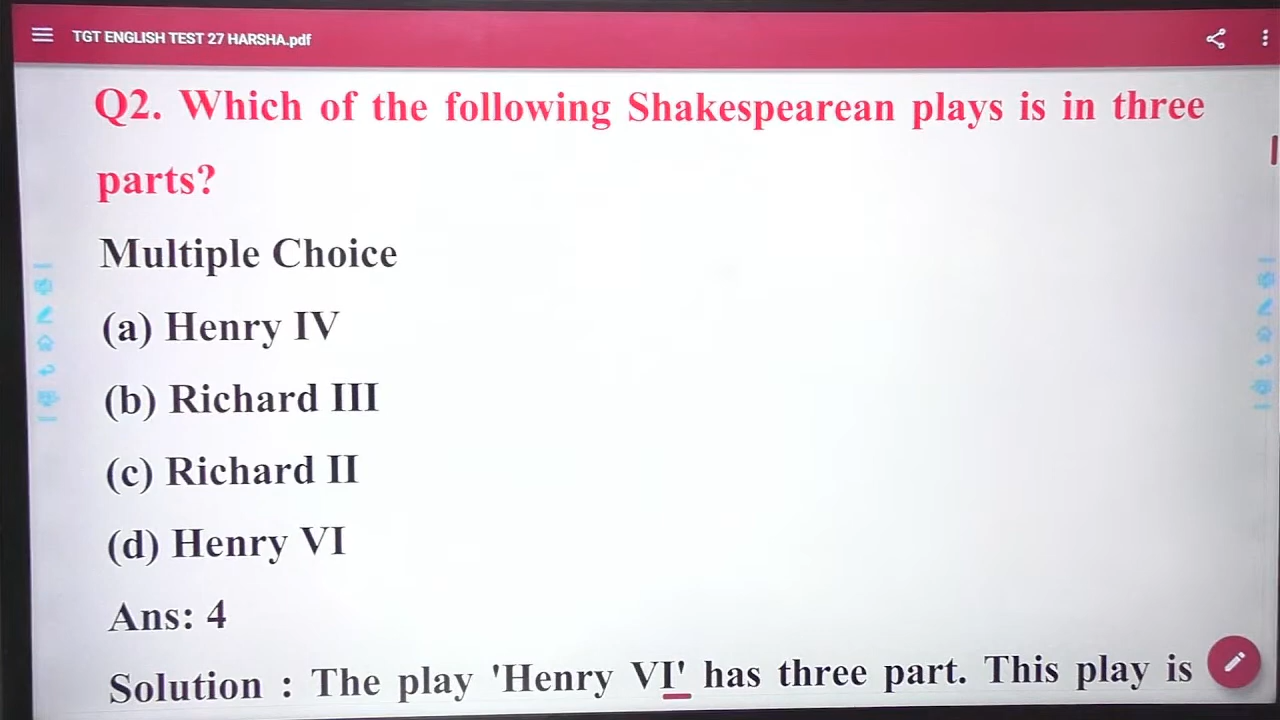 TGT ENGLISH TEST 27 HARSHA.pdf
Q2. Which of the following Shakespearean plays is in three
parts?
Multiple Choice
(a) Henry IV
(b) Richard III
(c) Richard II
(d) Henry VI
Ans: 4
Solution : The play 'Henry VI' has three part. This play is